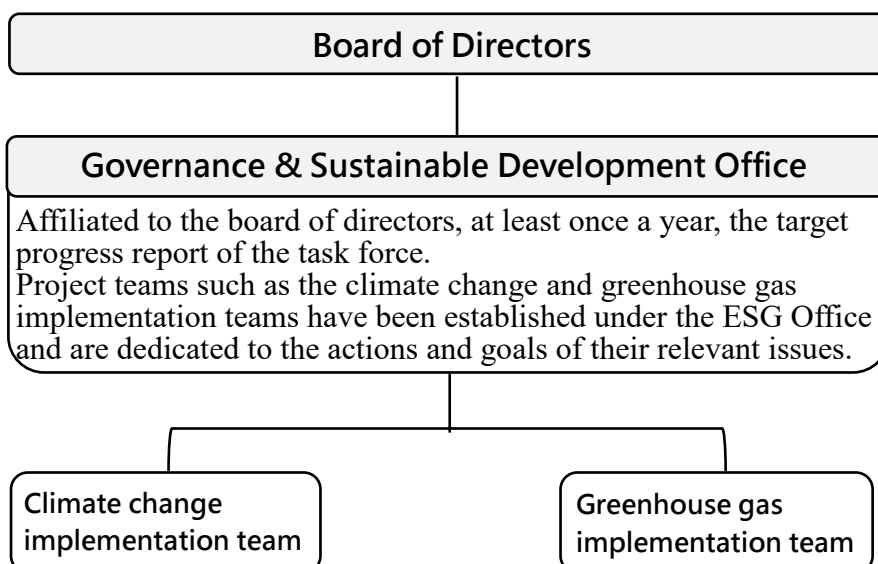 Board of Directors
Governance & Sustainable Development Office
Affiliated to the board of directors, at least once a year, the target
progress report of the task force.
Project teams such as the climate change and greenhouse gas
implementation teams have been established under the ESG Office
and are dedicated to the actions and goals of their relevant issues.
Climate change
implementation team
Greenhouse gas
implementation team